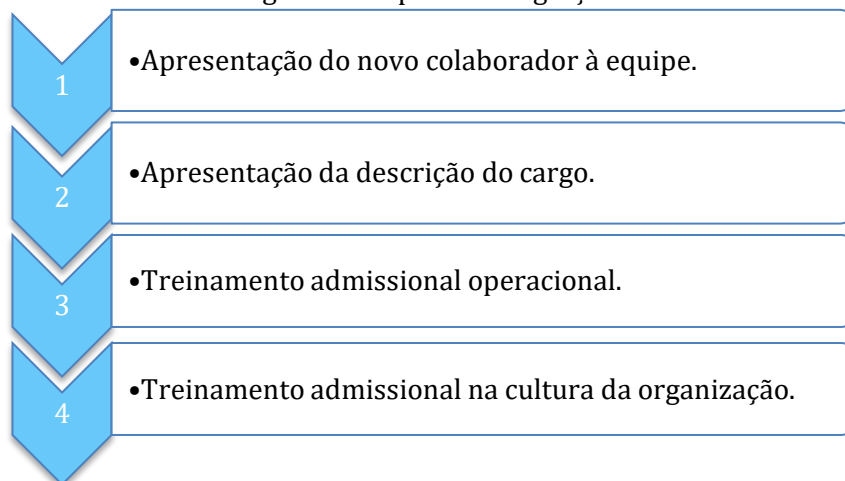 1
•Apresentação do novo colaborador à equipe.
2
•Apresentação da descrição do cargo.
3
•Treinamento admissional operacional.
4
•Treinamento admissional na cultura da organização.